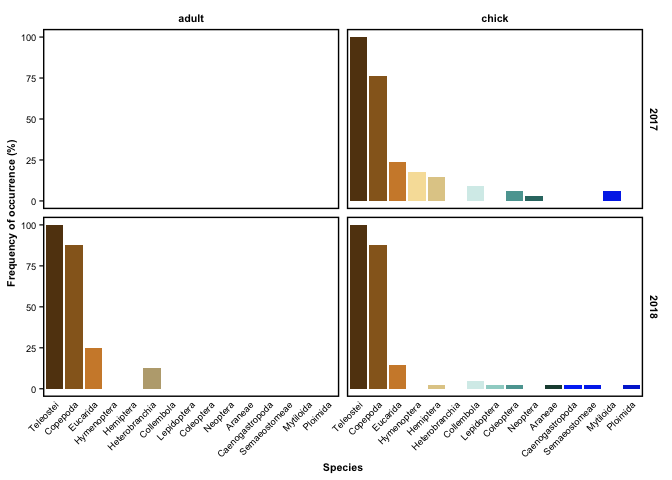 adult
chick
Frequency of occurrence (%)
100
75
50
25
0
2017
100
75
50
25
0
2018
Teleostei
Copepoda
Eucarida
Hymenoptera
Hemiptera
Heterobranchia
Collembola
Lepidoptera
Coleoptera
Neoptera
Araneae
Caenogastropoda
Semaeostomeae
Mytiloida
Ploimida
Teleostei
Copepoda
Eucarida
Hymenoptera
Hemiptera
Heterobranchia
Collembola
Lepidoptera
Coleoptera
Neoptera
Araneae
Caenogastropoda
Semaeostomeae
Mytiloida
Ploimida
Species